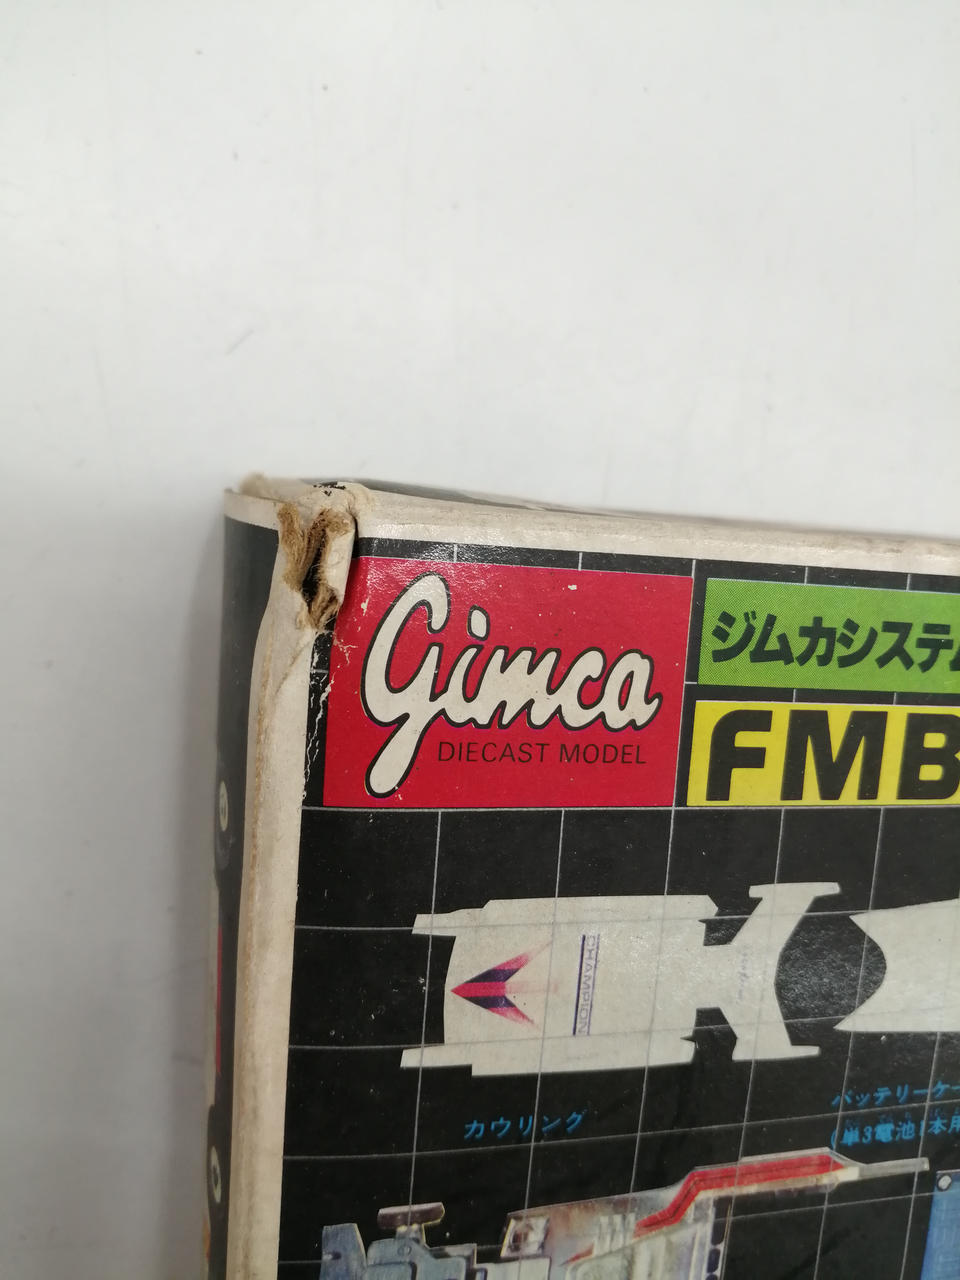 Gimca
DIECAST MODEL
ジムカシステム
FMB
CHAMPION
カウリング
バッテリーケー
(単3電池1本用